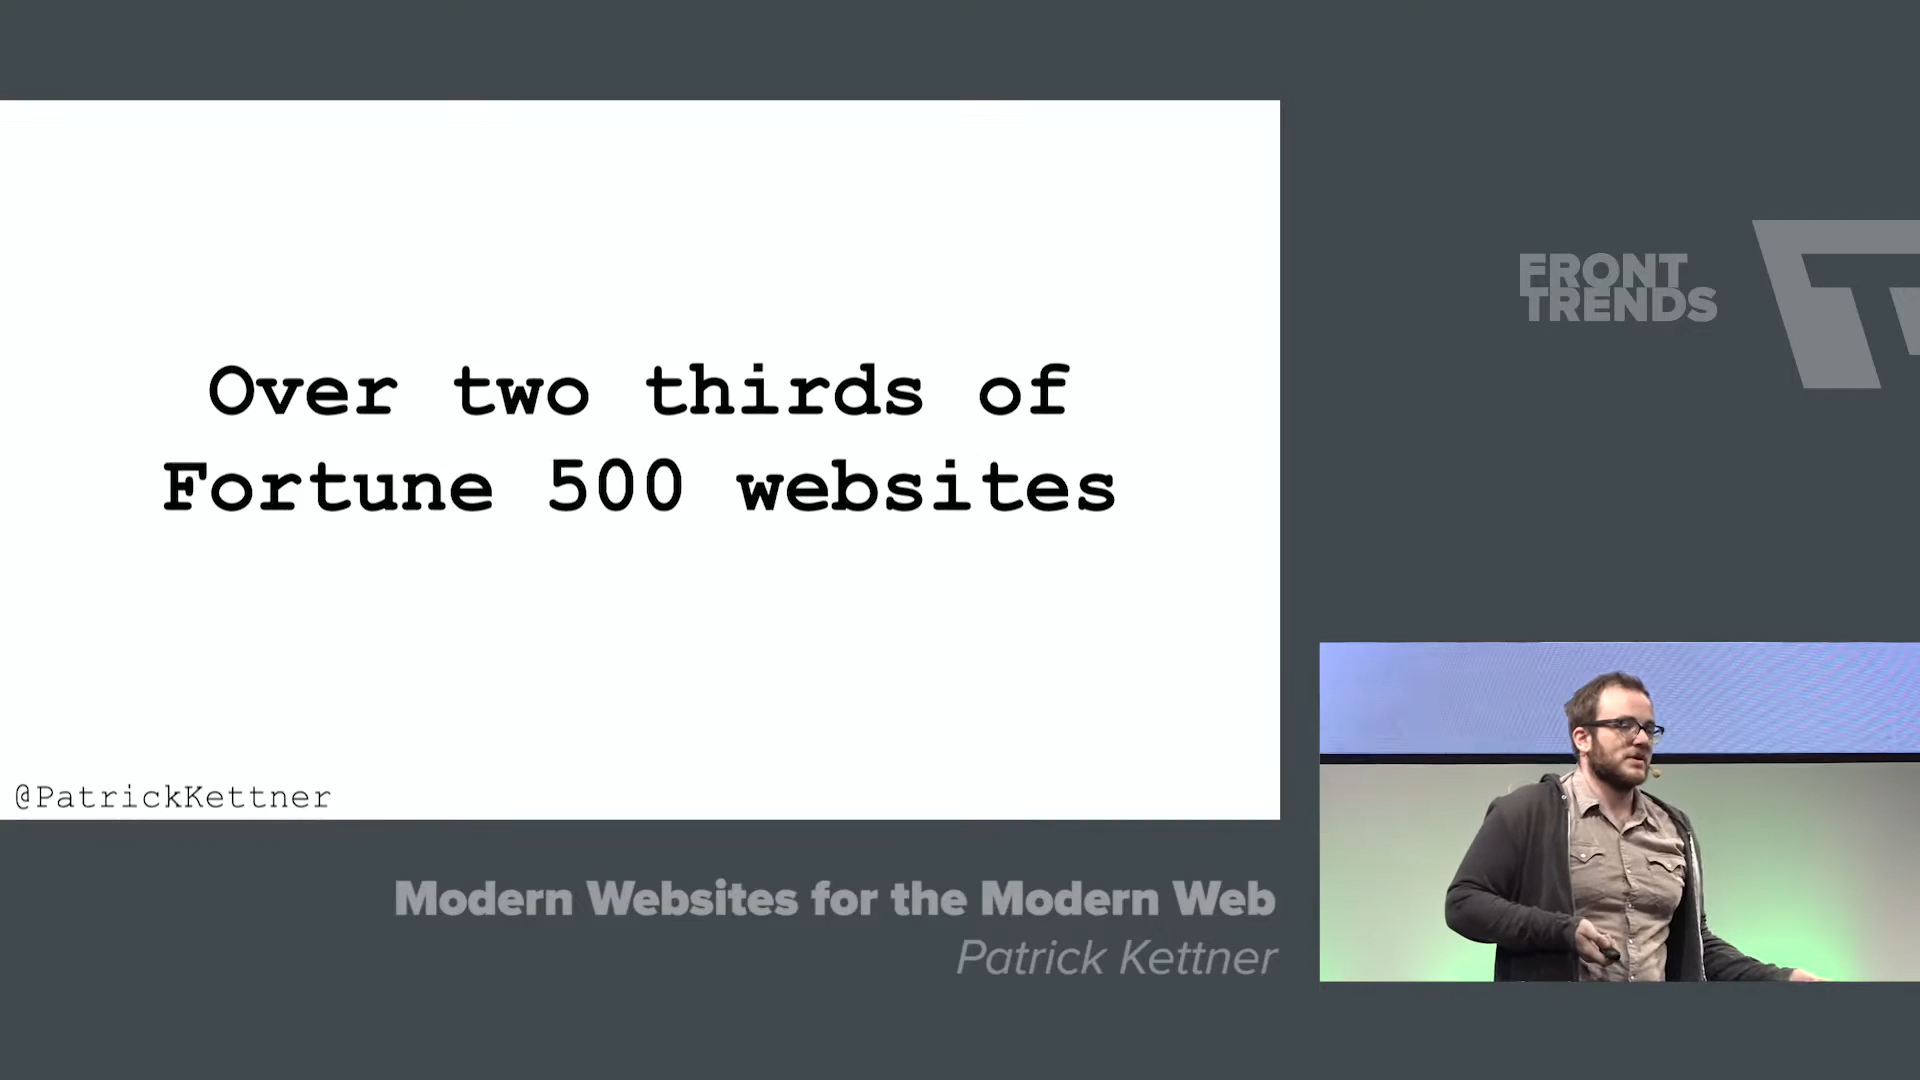 Over two thirds of
Fortune 500 websites
@PatrickKettner
FRONT
TRENDS
Modern Websites for the Modern Web
Patrick Kettner